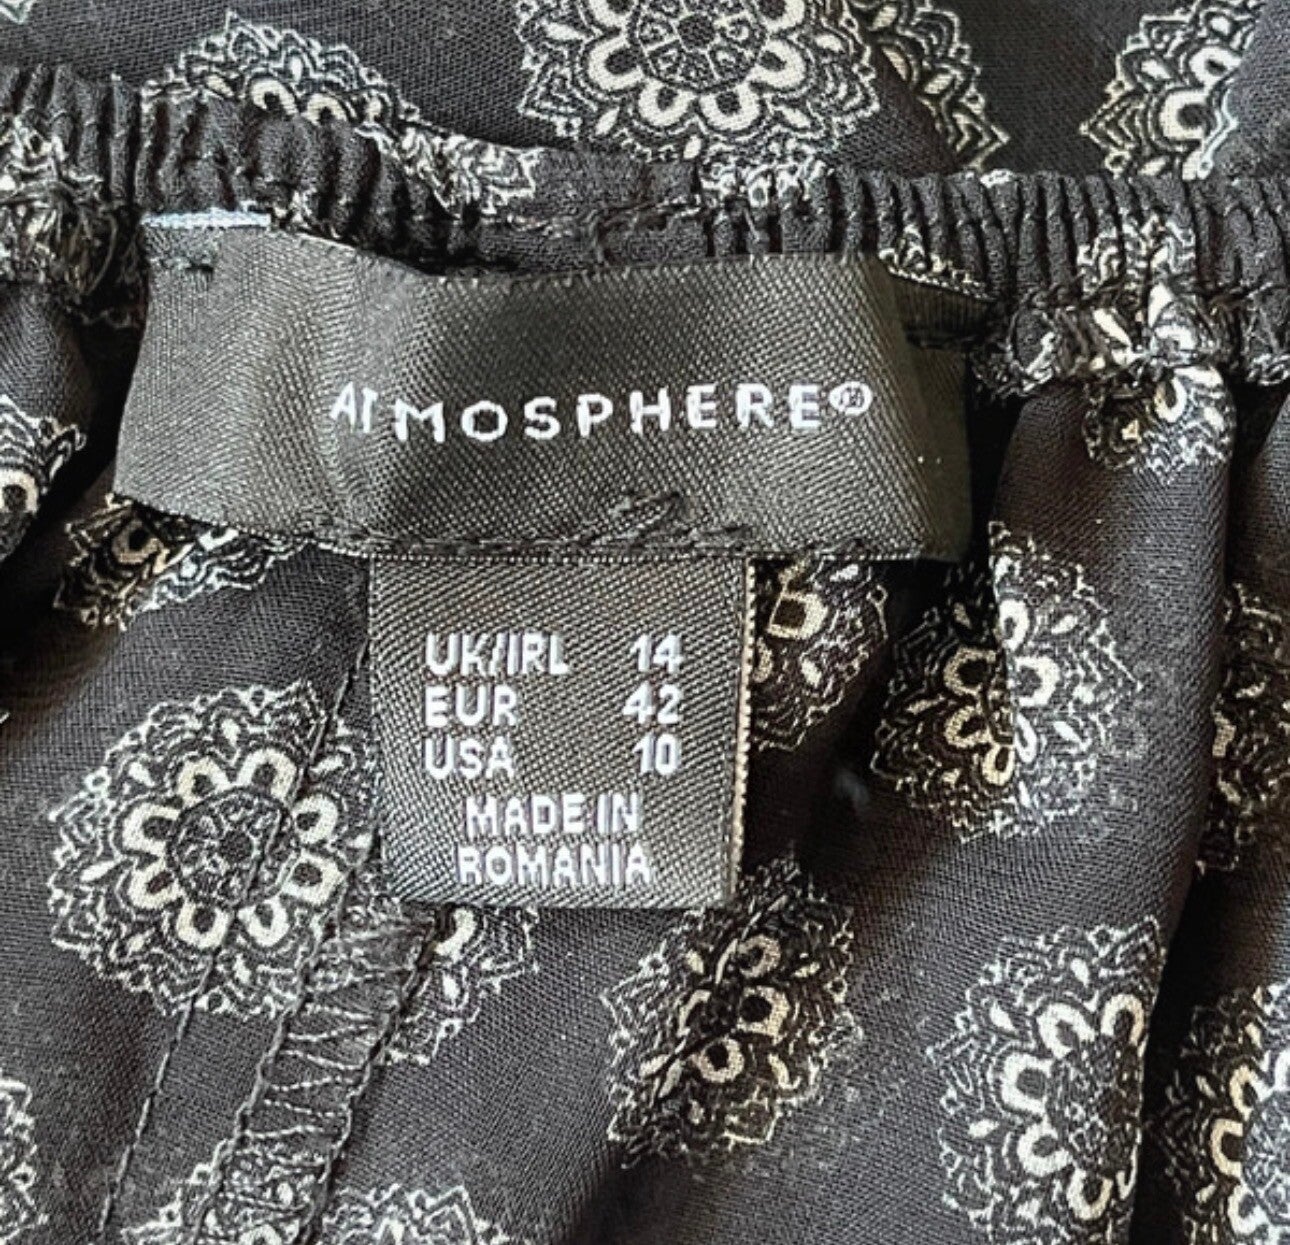 ATMOSPHERE®
UK/IRL 14
EUR 42
USA 10
MADE IN
ROMANIA